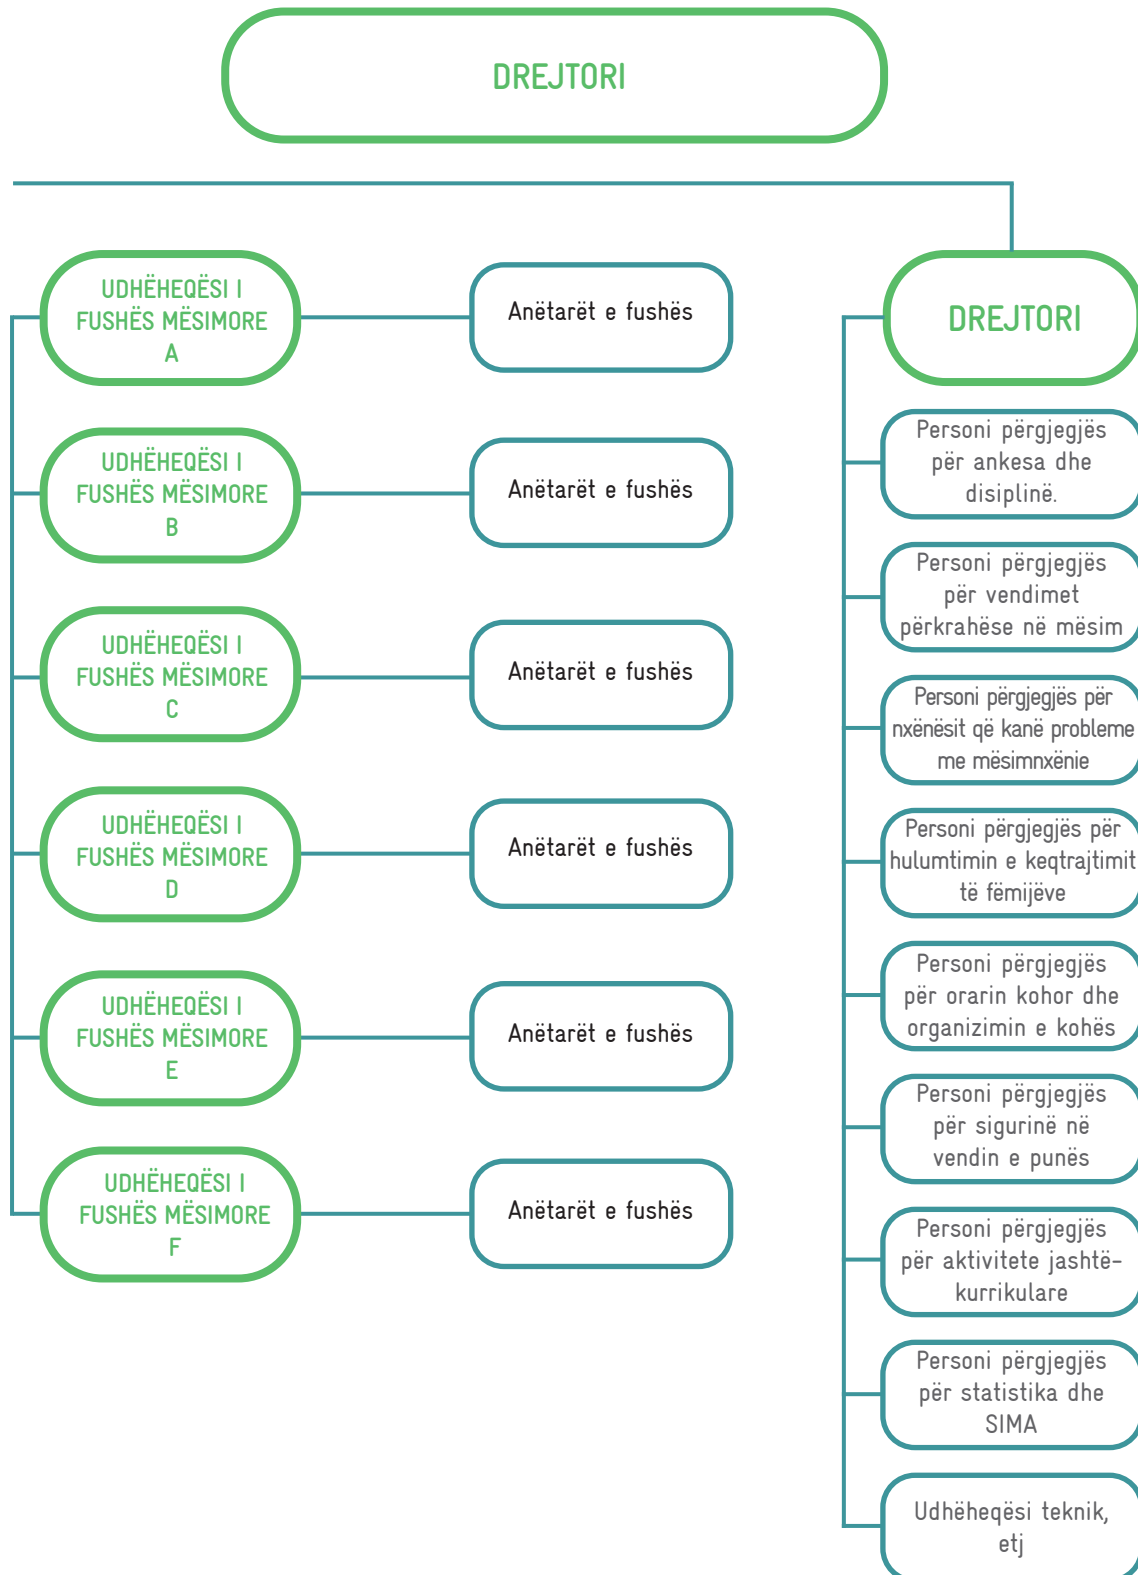 DREJTORI
UDHËHEQËSI I
FUSHËS MËSIMORE
A
Anëtarët e fushës
UDHËHEQËSI I
FUSHËS MËSIMORE
B
Anëtarët e fushës
UDHËHEQËSI I
FUSHËS MËSIMORE
C
Anëtarët e fushës
UDHËHEQËSI I
FUSHËS MËSIMORE
D
Anëtarët e fushës
UDHËHEQËSI I
FUSHËS MËSIMORE
E
Anëtarët e fushës
UDHËHEQËSI I
FUSHËS MËSIMORE
F
Anëtarët e fushës
DREJTORI
Personi përgjegjës
për ankesa dhe
disiplinë.
Personi përgjegjës
për vendimet
përkrahëse në mësim
Personi përgjegjës për
nxënësit që kanë probleme
me mësimnxënie
Personi përgjegjës për
hulumtimin e keqtrajtimit
të fëmijëve
Personi përgjegjës
për orarin kohor dhe
organizimin e kohës
Personi përgjegjës
për sigurinë në
vendin e punës
Personi përgjegjës
për aktivitete jashtë-
kurrikulare
Personi përgjegjës
për statistika dhe
SIMA
Udhëheqësi teknik,
etj